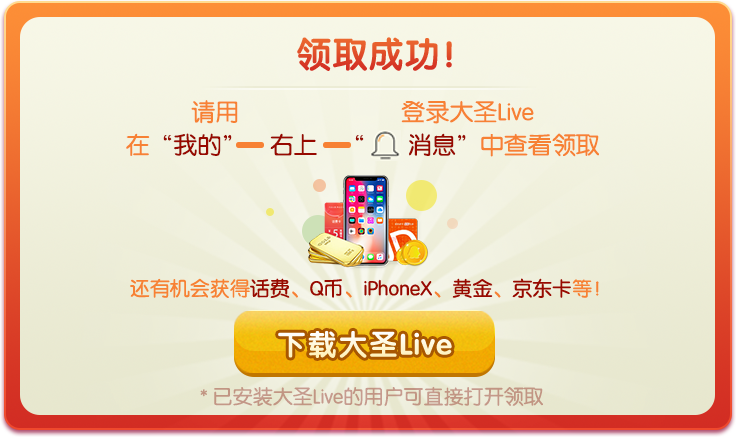 领取成功！
请用 登录大圣Live
在“我的”━右上━“消息”中查看领取
还有机会获得话费、Q币、iPhoneX、黄金、京东卡等！
下载大圣Live
* 已安装大圣Live的用户可直接打开领取